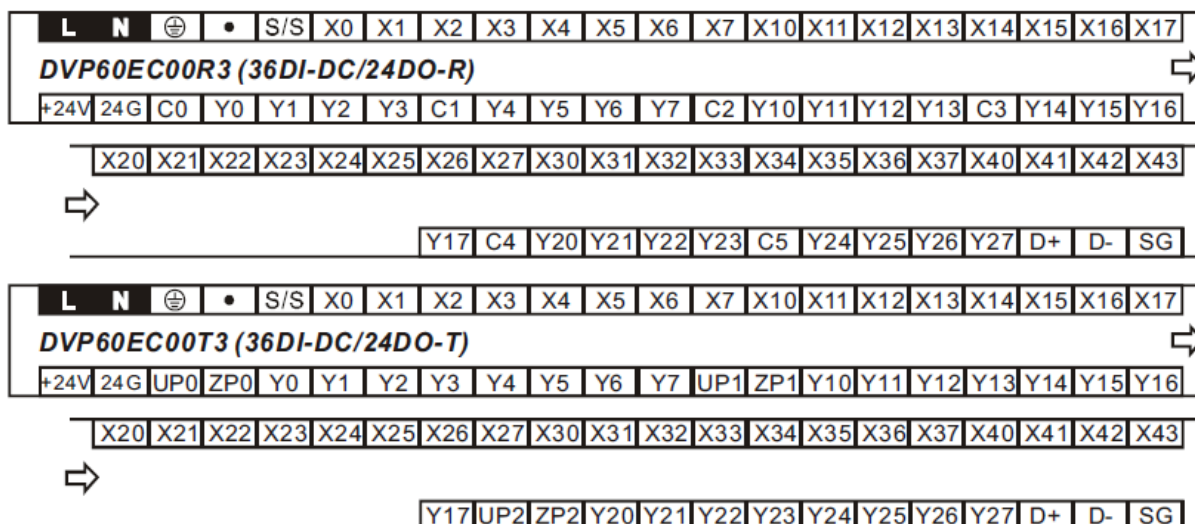 L N ⏚ • S/S X0 X1 X2 X3 X4 X5 X6 X7 X10 X11 X12 X13 X14 X15 X16 X17
DVP60EC00R3 (36DI-DC/24DO-R)
+24V 24G C0 Y0 Y1 Y2 Y3 C1 Y4 Y5 Y6 Y7 C2 Y10 Y11 Y12 Y13 C3 Y14 Y15 Y16
X20 X21 X22 X23 X24 X25 X26 X27 X30 X31 X32 X33 X34 X35 X36 X37 X40 X41 X42 X43
Y17 C4 Y20 Y21 Y22 Y23 C5 Y24 Y25 Y26 Y27 D+ D- SG
L N ⏚ • S/S X0 X1 X2 X3 X4 X5 X6 X7 X10 X11 X12 X13 X14 X15 X16 X17
DVP60EC00T3 (36DI-DC/24DO-T)
+24V 24G UP0 ZP0 Y0 Y1 Y2 Y3 Y4 Y5 Y6 Y7 UP1 ZP1 Y10 Y11 Y12 Y13 Y14 Y15 Y16
X20 X21 X22 X23 X24 X25 X26 X27 X30 X31 X32 X33 X34 X35 X36 X37 X40 X41 X42 X43
Y17 UP2 ZP2 Y20 Y21 Y22 Y23 Y24 Y25 Y26 Y27 D+ D- SG